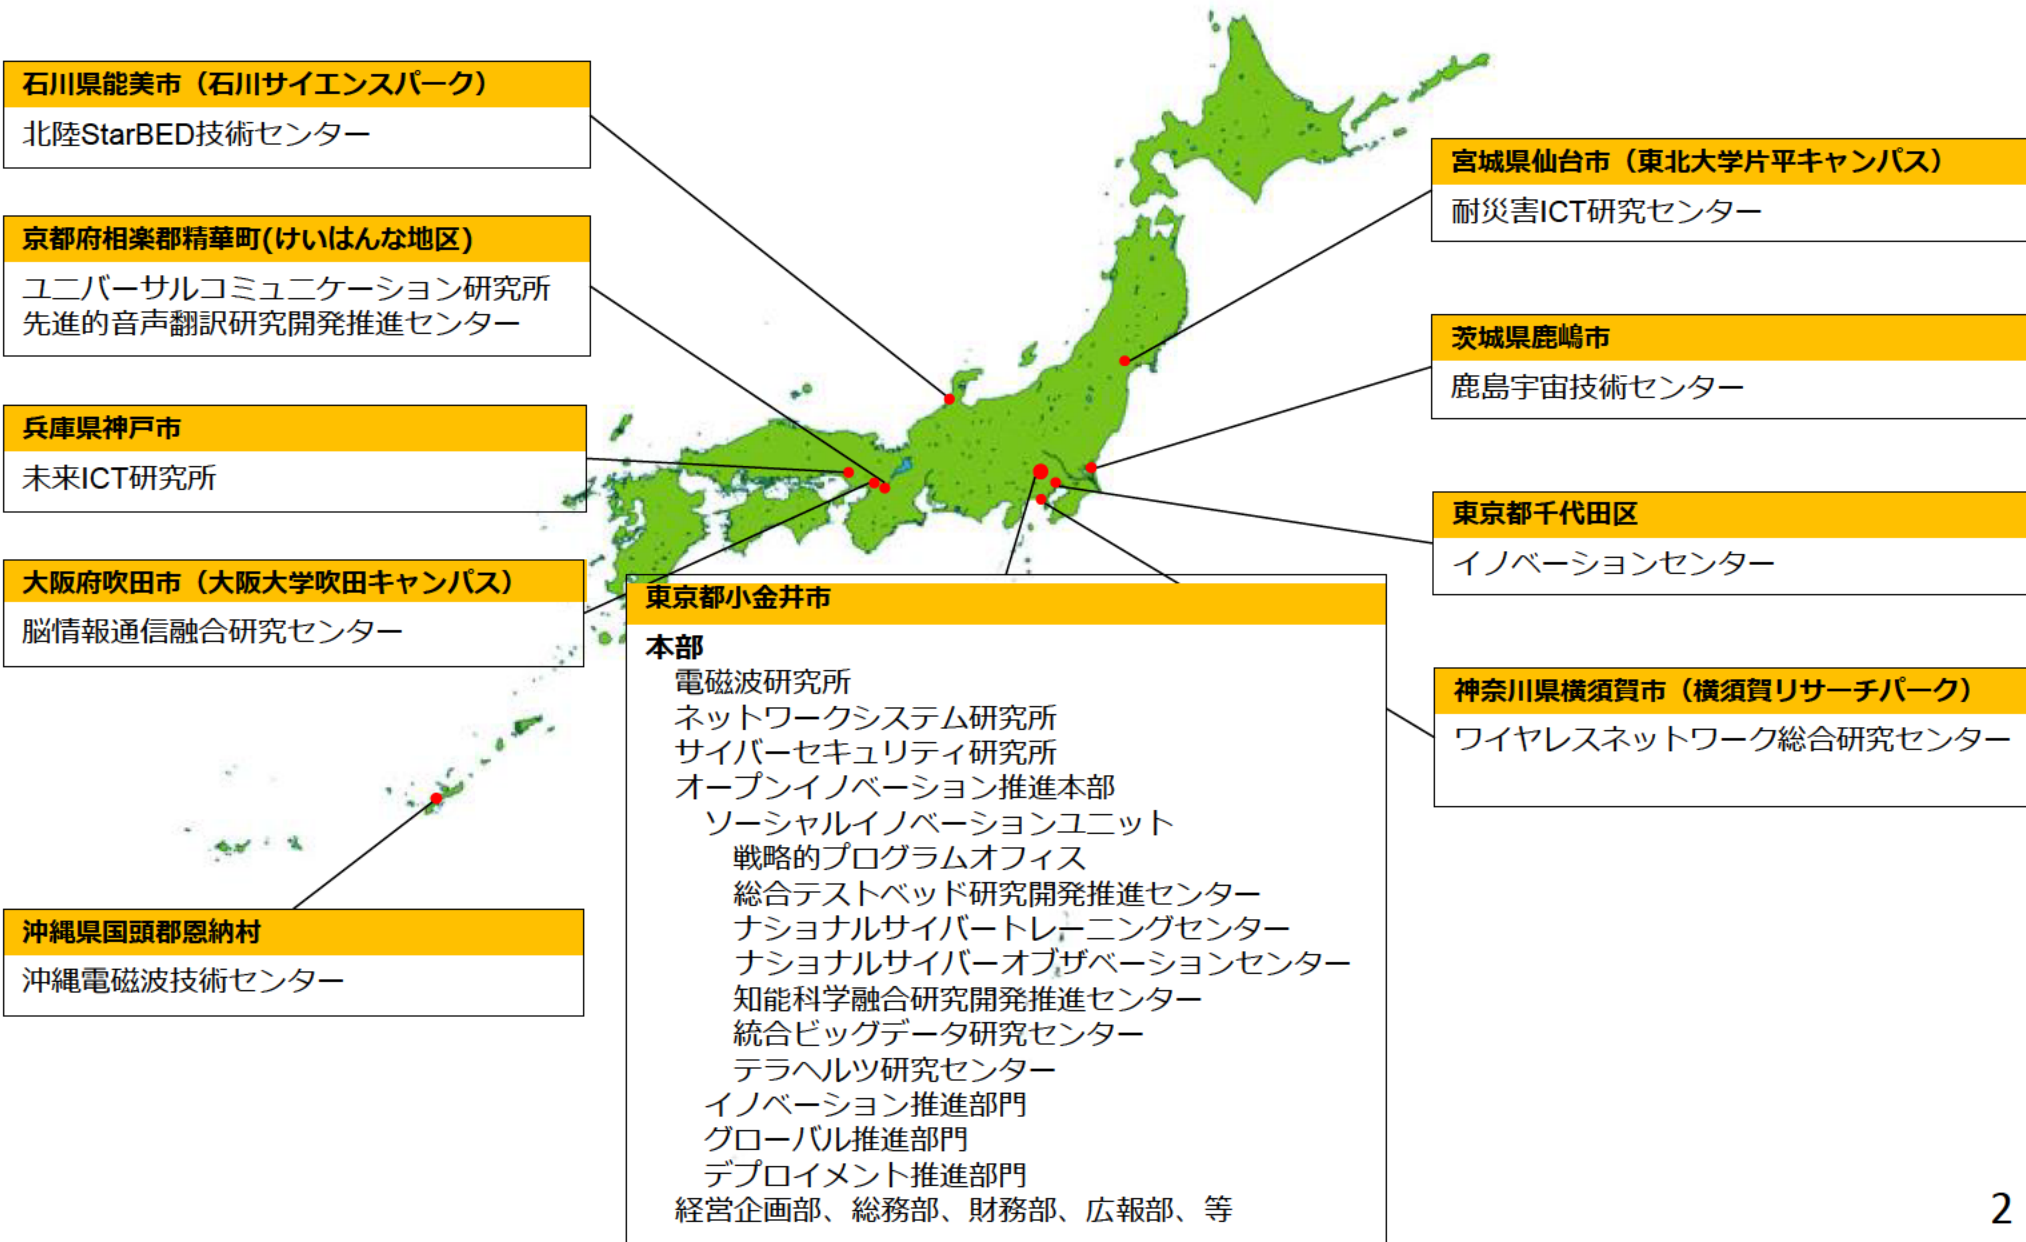 石川県能美市（石川サイエンスパーク）
北陸StarBED技術センター
京都府相楽郡精華町(けいはんな地区)
ユニバーサルコミュニケーション研究所
先進的音声翻訳研究開発推進センター
兵庫県神戸市
未来ICT研究所
大阪府吹田市（大阪大学吹田キャンパス）
脳情報通信融合研究センター
沖縄県国頭郡恩納村
沖縄電磁波技術センター
東京都小金井市
本部
電磁波研究所
ネットワークシステム研究所
サイバーセキュリティ研究所
オープンイノベーション推進本部
ソーシャルイノベーションユニット
戦略的プログラムオフィス
総合テストベッド研究開発推進センター
ナショナルサイバートレーニングセンター
ナショナルサイバーオブザベーションセンター
知能科学融合研究開発推進センター
統合ビッグデータ研究センター
テラヘルツ研究センター
イノベーション推進部門
グローバル推進部門
デプロイメント推進部門
経営企画部、総務部、財務部、広報部、等
宮城県仙台市（東北大学片平キャンパス）
耐災害ICT研究センター
茨城県鹿嶋市
鹿島宇宙技術センター
東京都千代田区
イノベーションセンター
神奈川県横須賀市（横須賀リサーチパーク）
ワイヤレスネットワーク総合研究センター
2